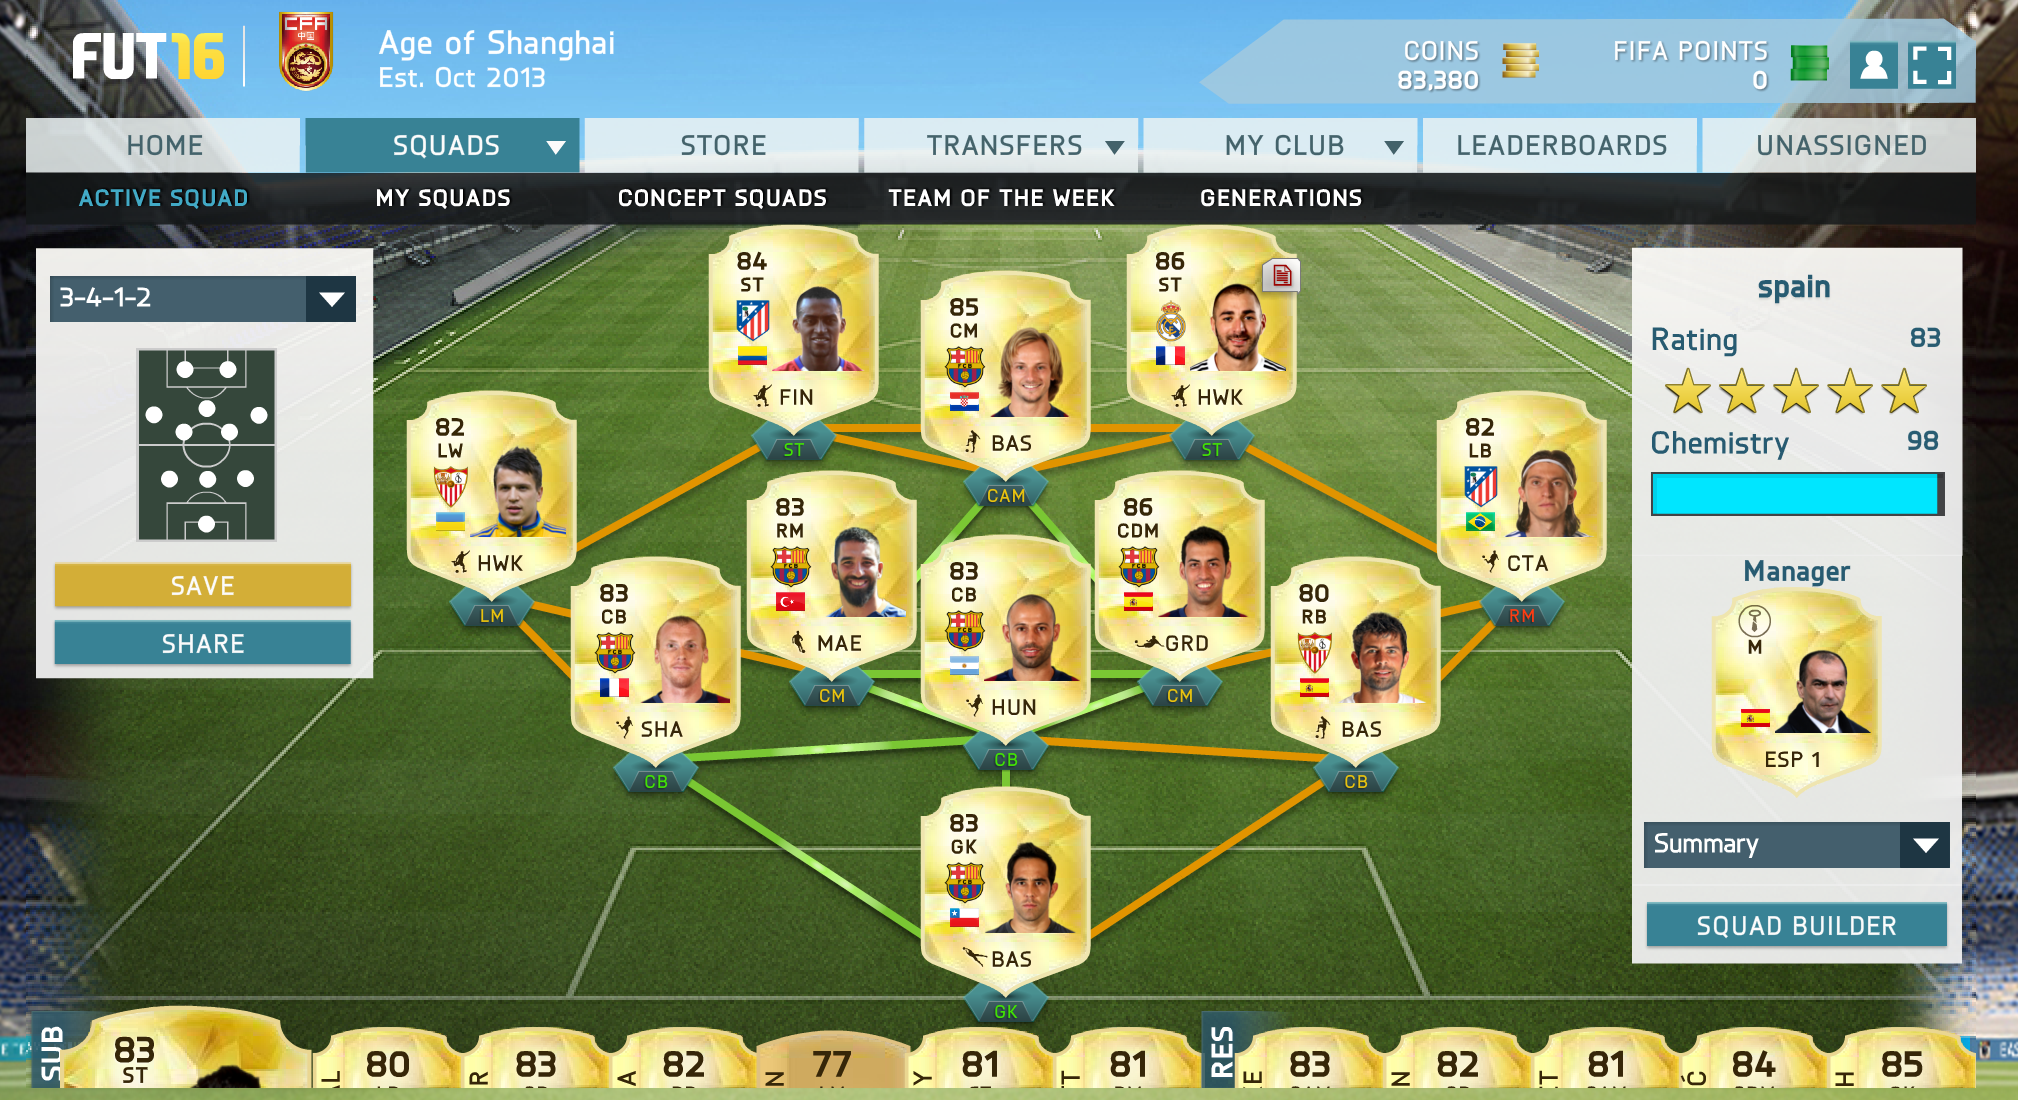 FUT16
CFA
中国
Age of Shanghai
Est. Oct 2013
COINS
83,380
FIFA POINTS
0
HOME
SQUADS
STORE
TRANSFERS
MY CLUB
LEADERBOARDS
UNASSIGNED
ACTIVE SQUAD
MY SQUADS
CONCEPT SQUADS
TEAM OF THE WEEK
GENERATIONS
3-4-1-2
SAVE
SHARE
84
ST
FIN
ST
85
CM
BAS
CAM
86
ST
HWK
ST
82
LW
HWK
LM
83
RM
MAE
CM
86
CDM
GRD
CM
82
LB
CTA
RM
83
CB
SHA
CB
83
CB
HUN
CB
80
RB
BAS
CB
83
GK
BAS
GK
spain
Rating 83
Chemistry 98
Manager
M
ESP 1
Summary
SQUAD BUILDER
SUB
83
ST
80
83
82
77
81
81
RES
83
82
81
84
85